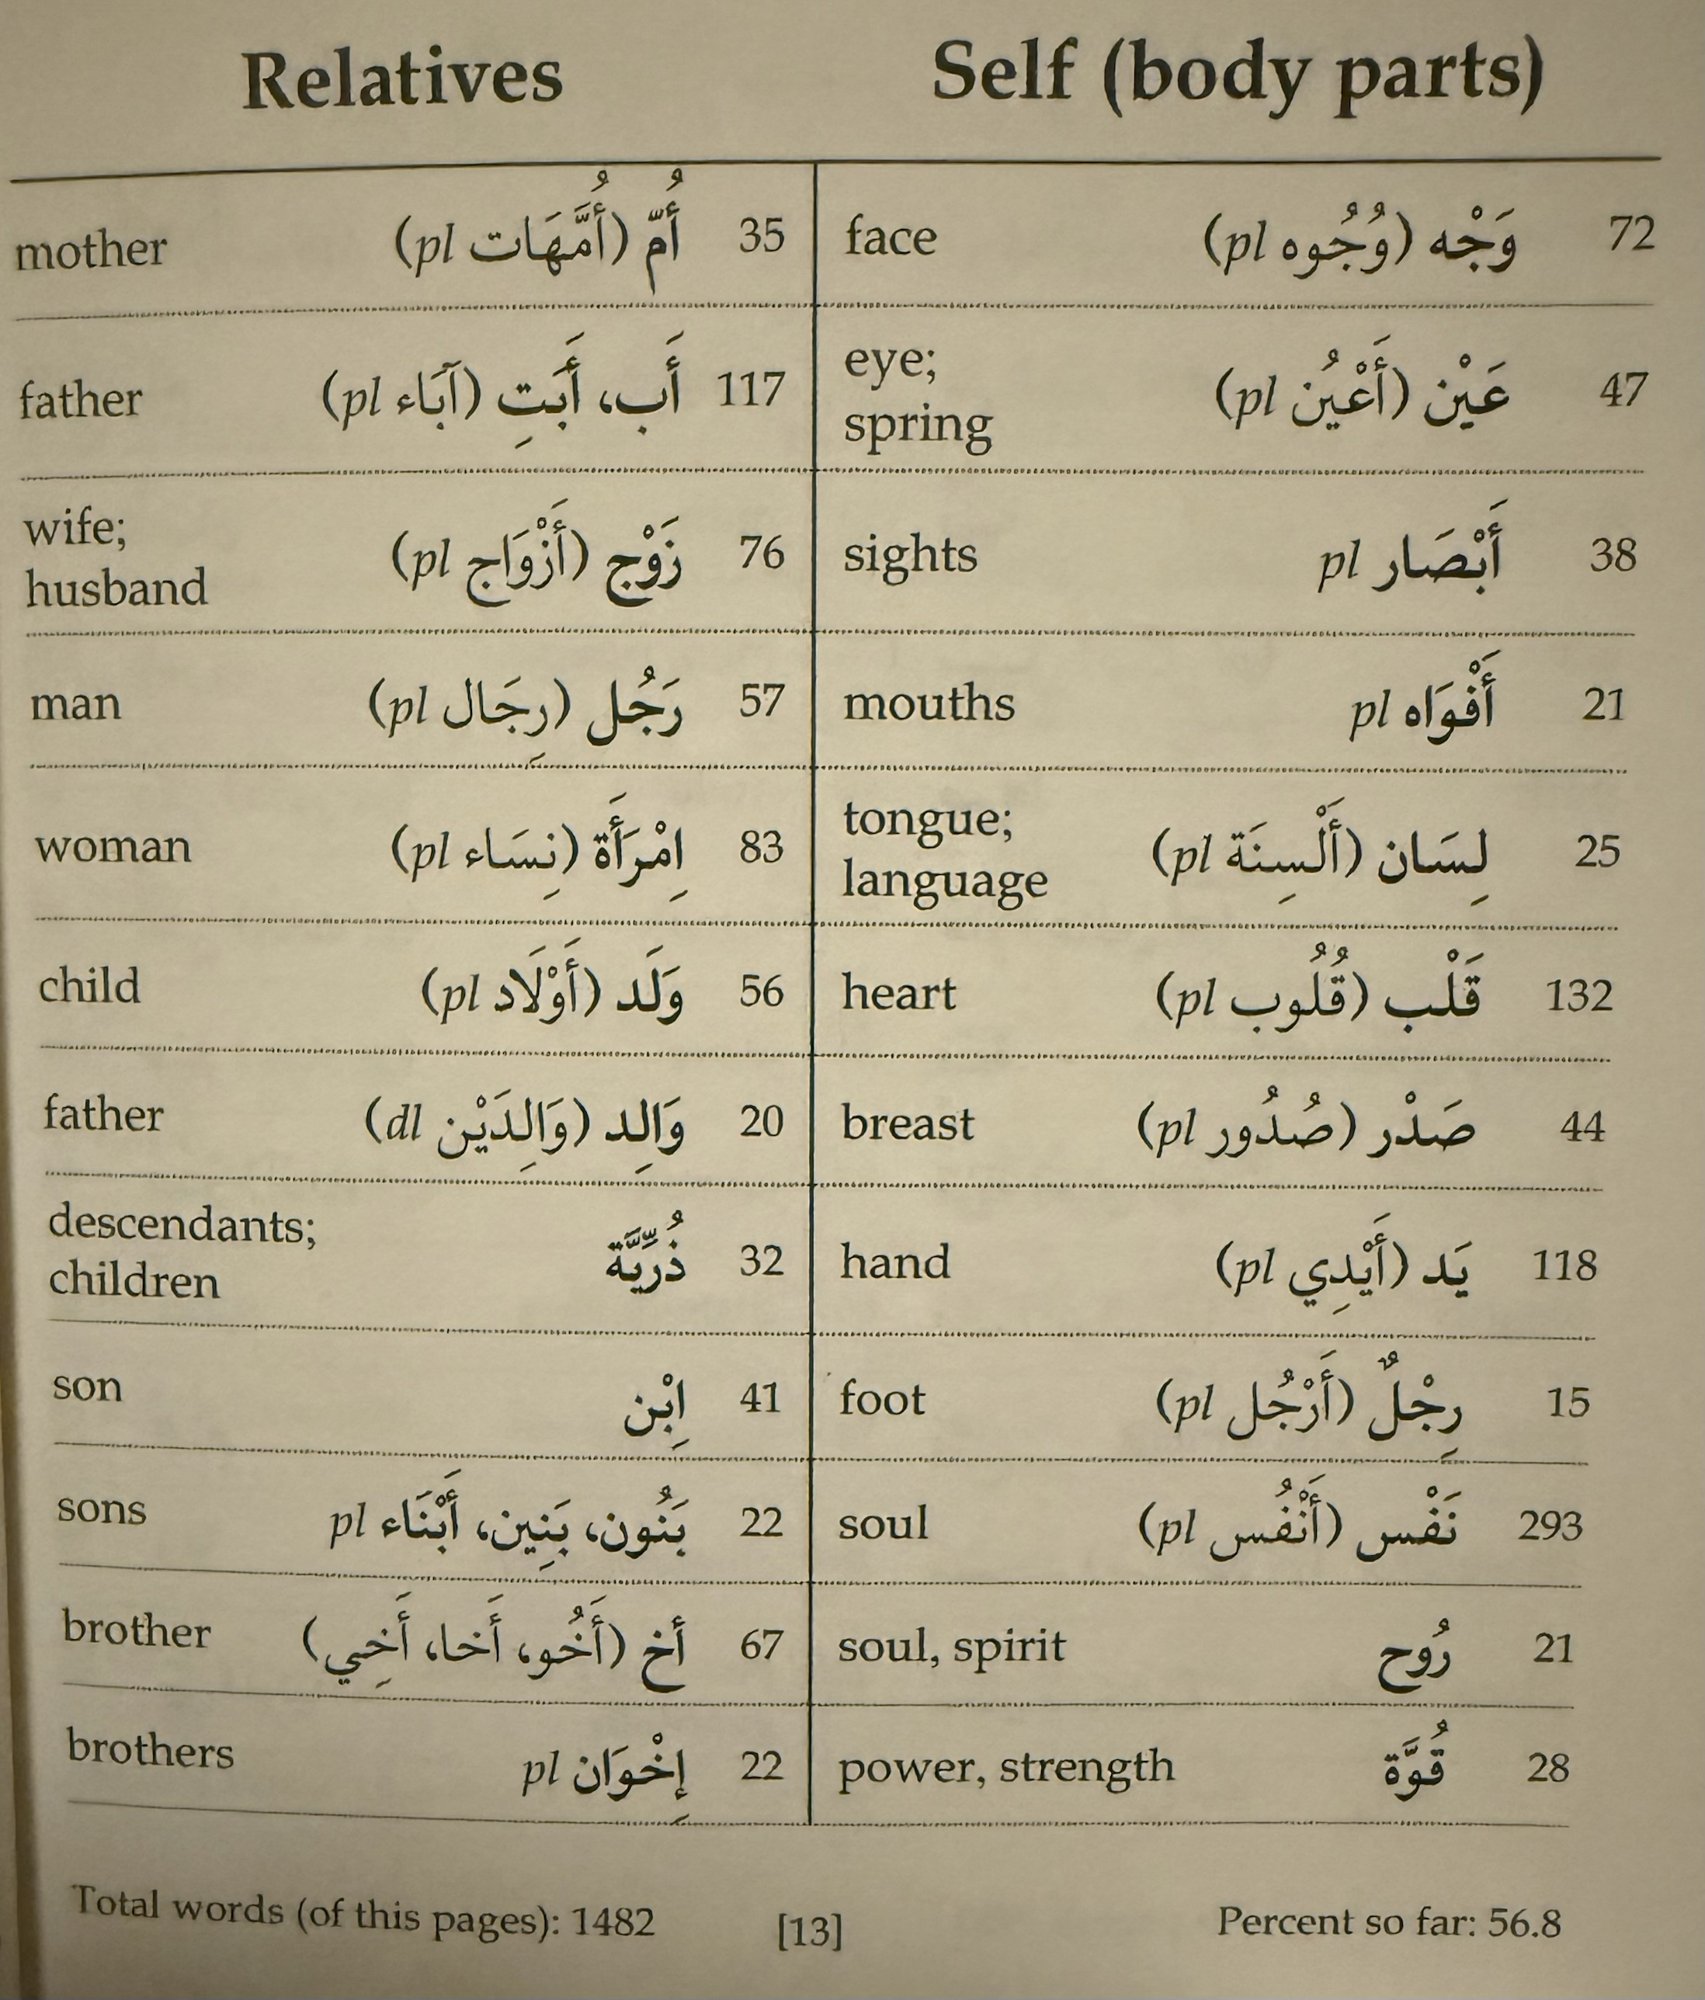 Relatives
Self (body parts)
mother أُمّ (أُمَّهَات pl) 35
face وَجْه (وُجُوه pl) 72
father أَب، أَبَتِ (آبَاء pl) 117
eye;
spring عَيْن (أَعْيُن pl) 47
wife;
husband زَوْج (أَزْوَاج pl) 76
sights أَبْصَار pl 38
man رَجُل (رِجَال pl) 57
mouths أَفْوَاه pl 21
woman اِمْرَأَة (نِسَاء pl) 83
tongue;
language لِسَان (أَلْسِنَة pl) 25
child وَلَد (أَوْلَاد pl) 56
heart قَلْب (قُلُوب pl) 132
father وَالِد (وَالِدَيْن dl) 20
breast صَدْر (صُدُور pl) 44
descendants;
children ذُرِّيَّة 32
hand يَد (أَيْدِي pl) 118
son اِبْن 41
foot رِجْلٌ (أَرْجُل pl) 15
sons بَنُون، بَنِين، أَبْنَاء pl 22
soul نَفْس (أَنْفُس pl) 293
brother أخ (أَخُو، أَخا، أَخِي) 67
soul, spirit رُوح 21
brothers إِخْوَان pl 22
power, strength قُوَّة 28
Total words (of this pages): 1482
[13]
Percent so far: 56.8